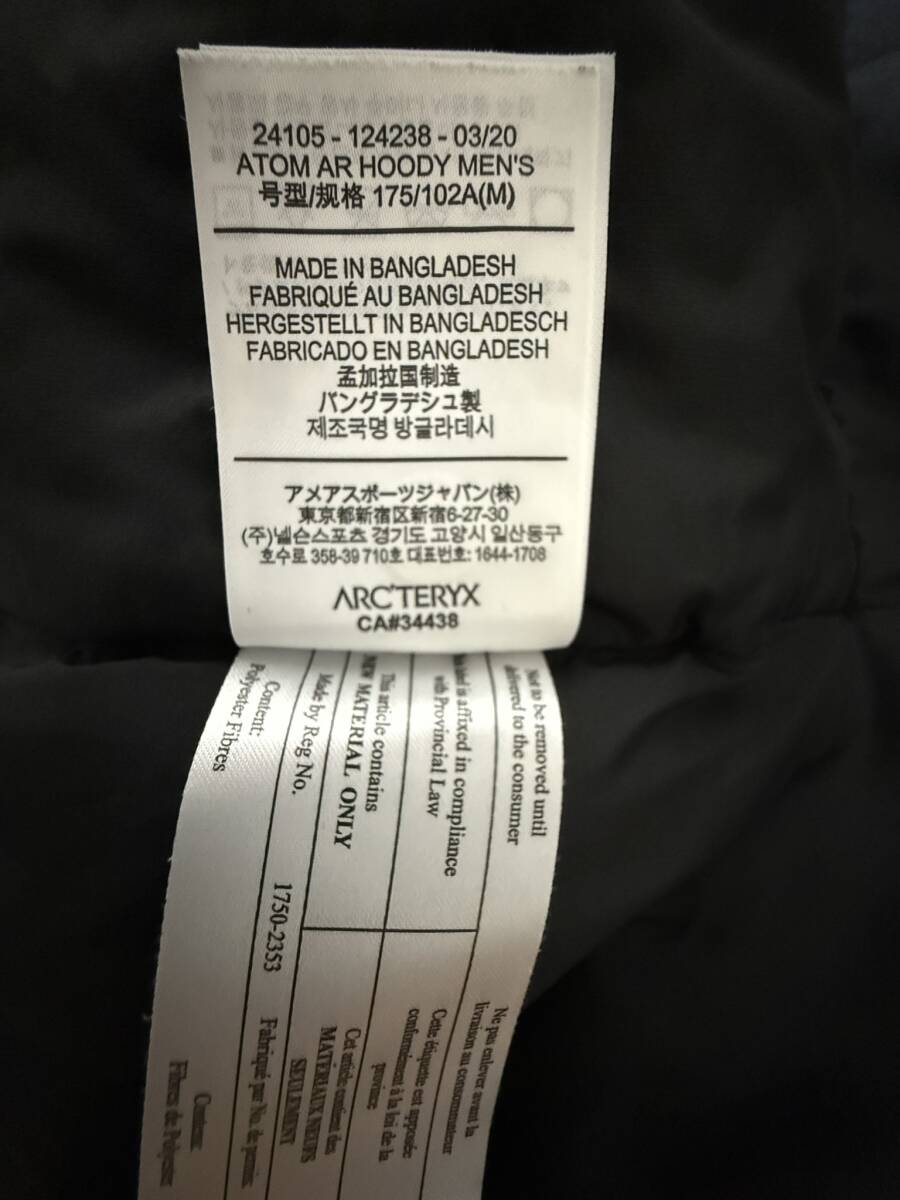 24105 - 124238 - 03/20
ATOM AR HOODY MEN'S
号型/规格 175/102A(M)
MADE IN BANGLADESH
FABRIQUÉ AU BANGLADESH
HERGESTELLT IN BANGLADESCH
FABRICADO EN BANGLADESH
孟加拉国制造
バングラデシュ製
제조국명 방글라데시
アメアスポーツジャパン(株)
東京都新宿区新宿6-27-30
(주)넬슨스포츠 경기도 고양시 일산동구
호수로 358-39 710호 대표번호: 1644-1708
ARC'TERYX
CA#34438
Not to be removed until
delivered to the consumer
label is affixed in compliance
with Provincial Law
This article contains
NEW MATERIAL ONLY
Made by Reg No.
1750-2353
Content:
Polyester Fibres
Ne pas enlever avant la
livraison au consommateur
Cette étiquette est apposée
conformément à la loi de la
province
Cet article contient des
MATERIAUX NEUFS
SEULEMENT
Fabriqué par No. de permis:
Contenu:
Fibres de Polyester